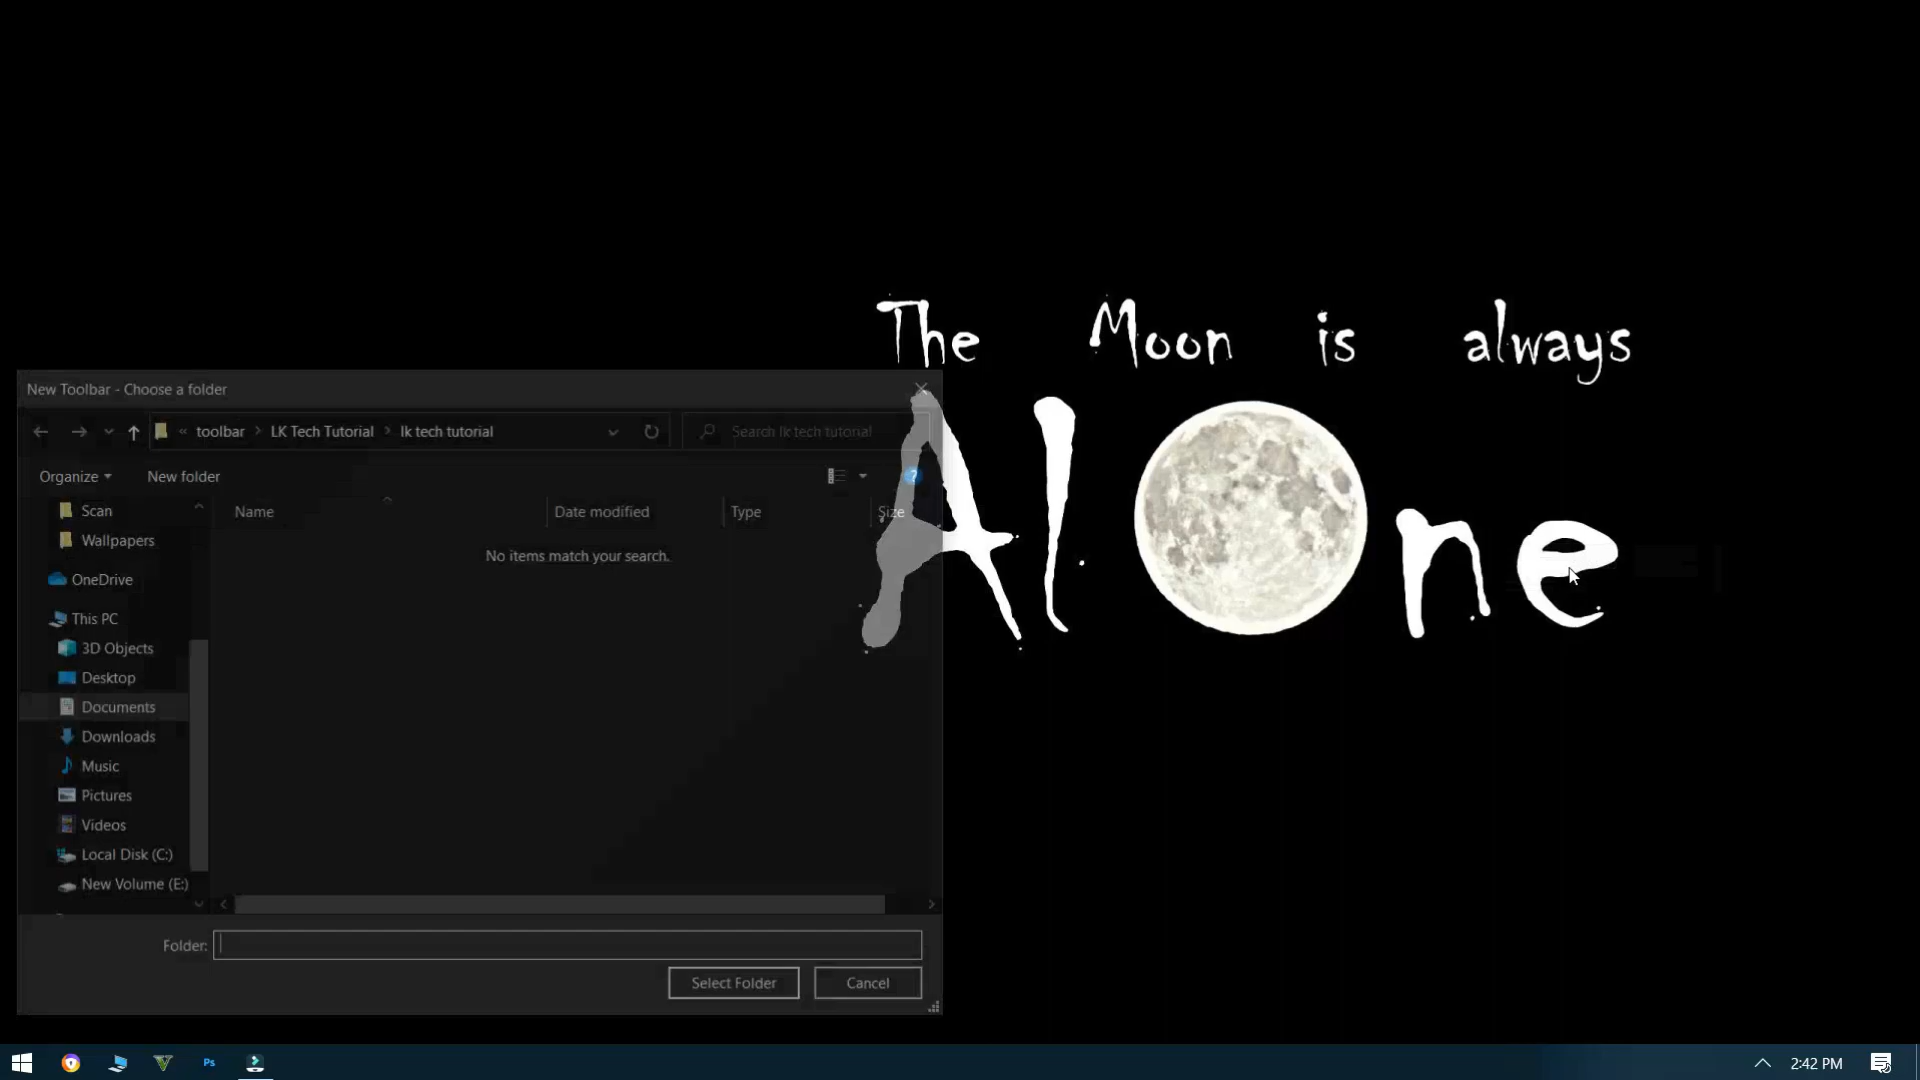 The Moon is always
Alone
New Toolbar - Choose a folder
« toolbar > LK Tech Tutorial > lk tech tutorial
Search lk tech tutorial
Organize
New folder
?
Name
Date modified
Type
Size
No items match your search.
Scan
Wallpapers
OneDrive
This PC
3D Objects
Desktop
Documents
Downloads
Music
Pictures
Videos
Local Disk (C:)
New Volume (E:)
Folder:
Select Folder
Cancel
Ps
2:42 PM